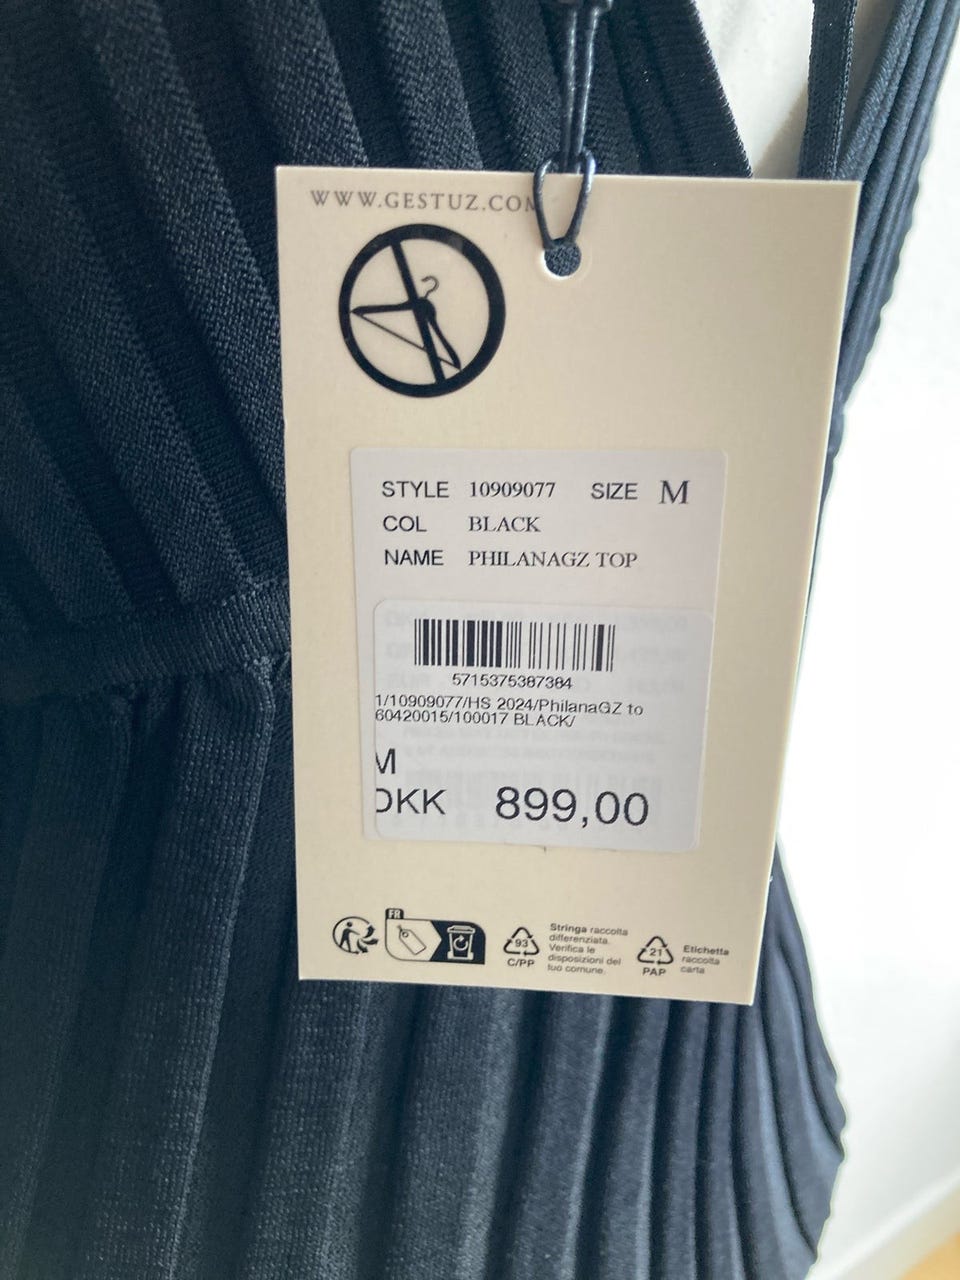 WWW.GESTUZ.COM
STYLE 10909077 SIZE M
COL BLACK
NAME PHILANAGZ TOP
5715375387384
1/10909077/HS 2024/PhilanaGZ to
60420015/100017 BLACK/
M
DKK 899,00
FR
93
C/PP
Stringa raccolta
differenziata.
Verifica le
disposizioni del
tuo comune.
21
PAP
Etichetta
raccolta
carta